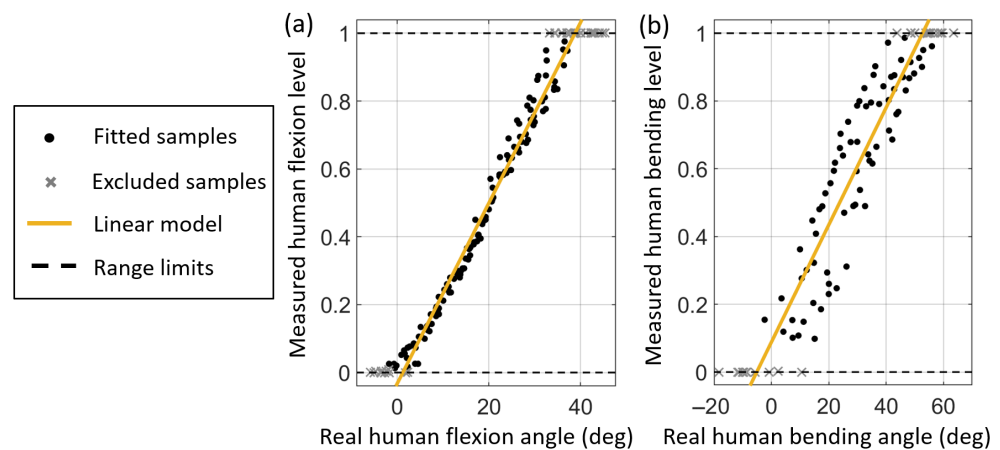 Fitted samples
Excluded samples
Linear model
Range limits
(a)
Measured human flexion level
1
0.8
0.6
0.4
0.2
0
0
20
40
Real human flexion angle (deg)
(b)
Measured human bending level
1
0.8
0.6
0.4
0.2
0
−20
0
20
40
60
Real human bending angle (deg)